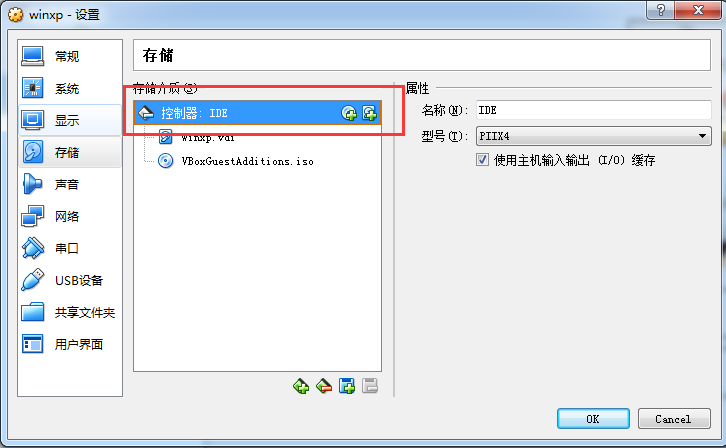 winxp - 设置
常规
系统
显示
存储
声音
网络
串口
USB设备
共享文件夹
用户界面
存储
存储介质(S)
控制器: IDE
winxp.vdi
VBoxGuestAdditions.iso
属性
名称(N): IDE
型号(T): PIIX4
使用主机输入输出 (I/O) 缓存
OK
Cancel